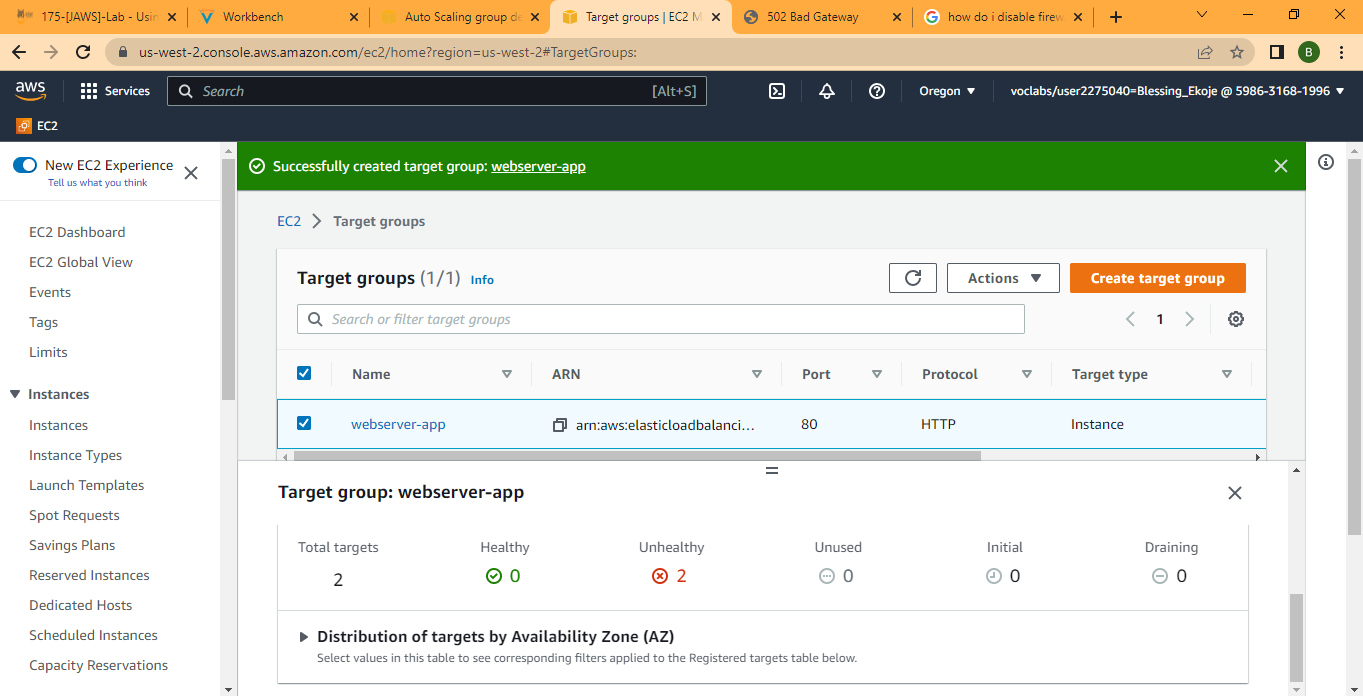 175-[JAWS]-Lab - Usin
Workbench
Auto Scaling group de
Target groups | EC2 M
502 Bad Gateway
how do i disable firew
us-west-2.console.aws.amazon.com/ec2/home?region=us-west-2#TargetGroups:
B
aws
Services
Search
[Alt+S]
Oregon
voclabs/user2275040=Blessing_Ekoje @ 5986-3168-1996
EC2
New EC2 Experience
Tell us what you think
EC2 Dashboard
EC2 Global View
Events
Tags
Limits
Instances
Instances
Instance Types
Launch Templates
Spot Requests
Savings Plans
Reserved Instances
Dedicated Hosts
Scheduled Instances
Capacity Reservations
Successfully created target group: webserver-app
EC2 > Target groups
Target groups (1/1) Info
Actions
Create target group
Search or filter target groups
1
Name ARN Port Protocol Target type
webserver-app arn:aws:elasticloadbalanci... 80 HTTP Instance
Target group: webserver-app
Total targets Healthy Unhealthy Unused Initial Draining
2 0 2 0 0 0
Distribution of targets by Availability Zone (AZ)
Select values in this table to see corresponding filters applied to the Registered targets table below.